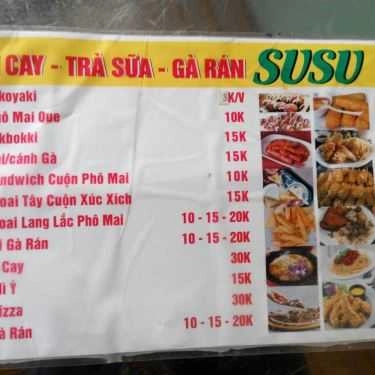 CAY - TRÀ SỮA - GÀ RÁN SUSU
koyaki K/V
ô Mai Que 10K
kbokki 15K
i/cánh Gà 15K
ndwich Cuộn Phô Mai 10K
oai Tây Cuộn Xúc Xích 15K
oai Lang Lắc Phô Mai 10 - 15 - 20K
i Gà Rán 10 - 15 - 20K
Cay 30K
lì Ý 15K
izza 30K
à Rán 10 - 15 - 20K